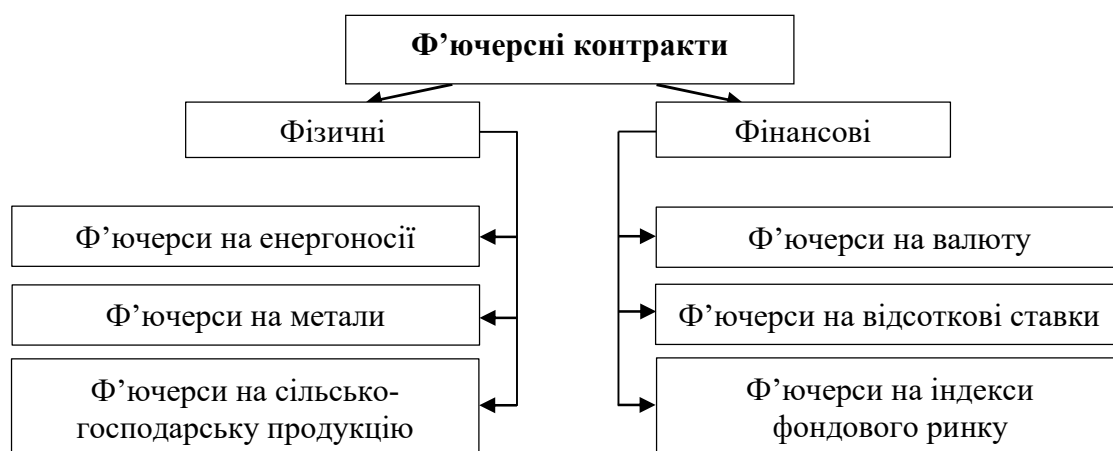 Ф’ючерсні контракти
Фізичні
Фінансові
Ф’ючерси на енергоносії
Ф’ючерси на валюту
Ф’ючерси на метали
Ф’ючерси на відсоткові ставки
Ф’ючерси на сільсько-
господарську продукцію
Ф’ючерси на індекси
фондового ринку